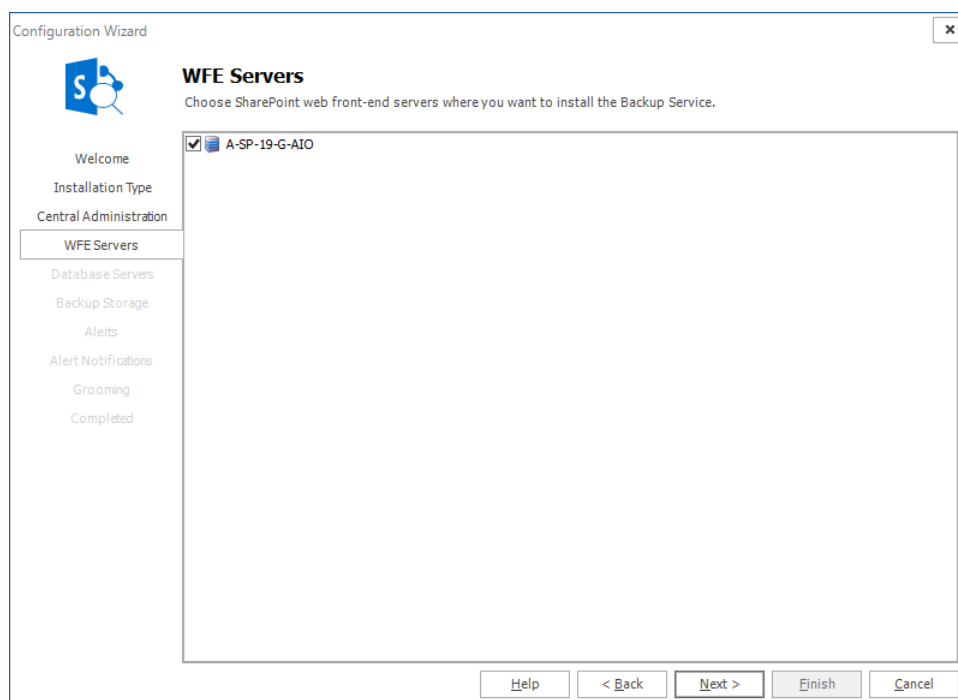 Configuration Wizard
WFE Servers
Choose SharePoint web front-end servers where you want to install the Backup Service.
A-SP-19-G-AIO
Welcome
Installation Type
Central Administration
WFE Servers
Database Servers
Backup Storage
Alerts
Alert Notifications
Grooming
Completed
Help
< Back
Next >
Finish
Cancel